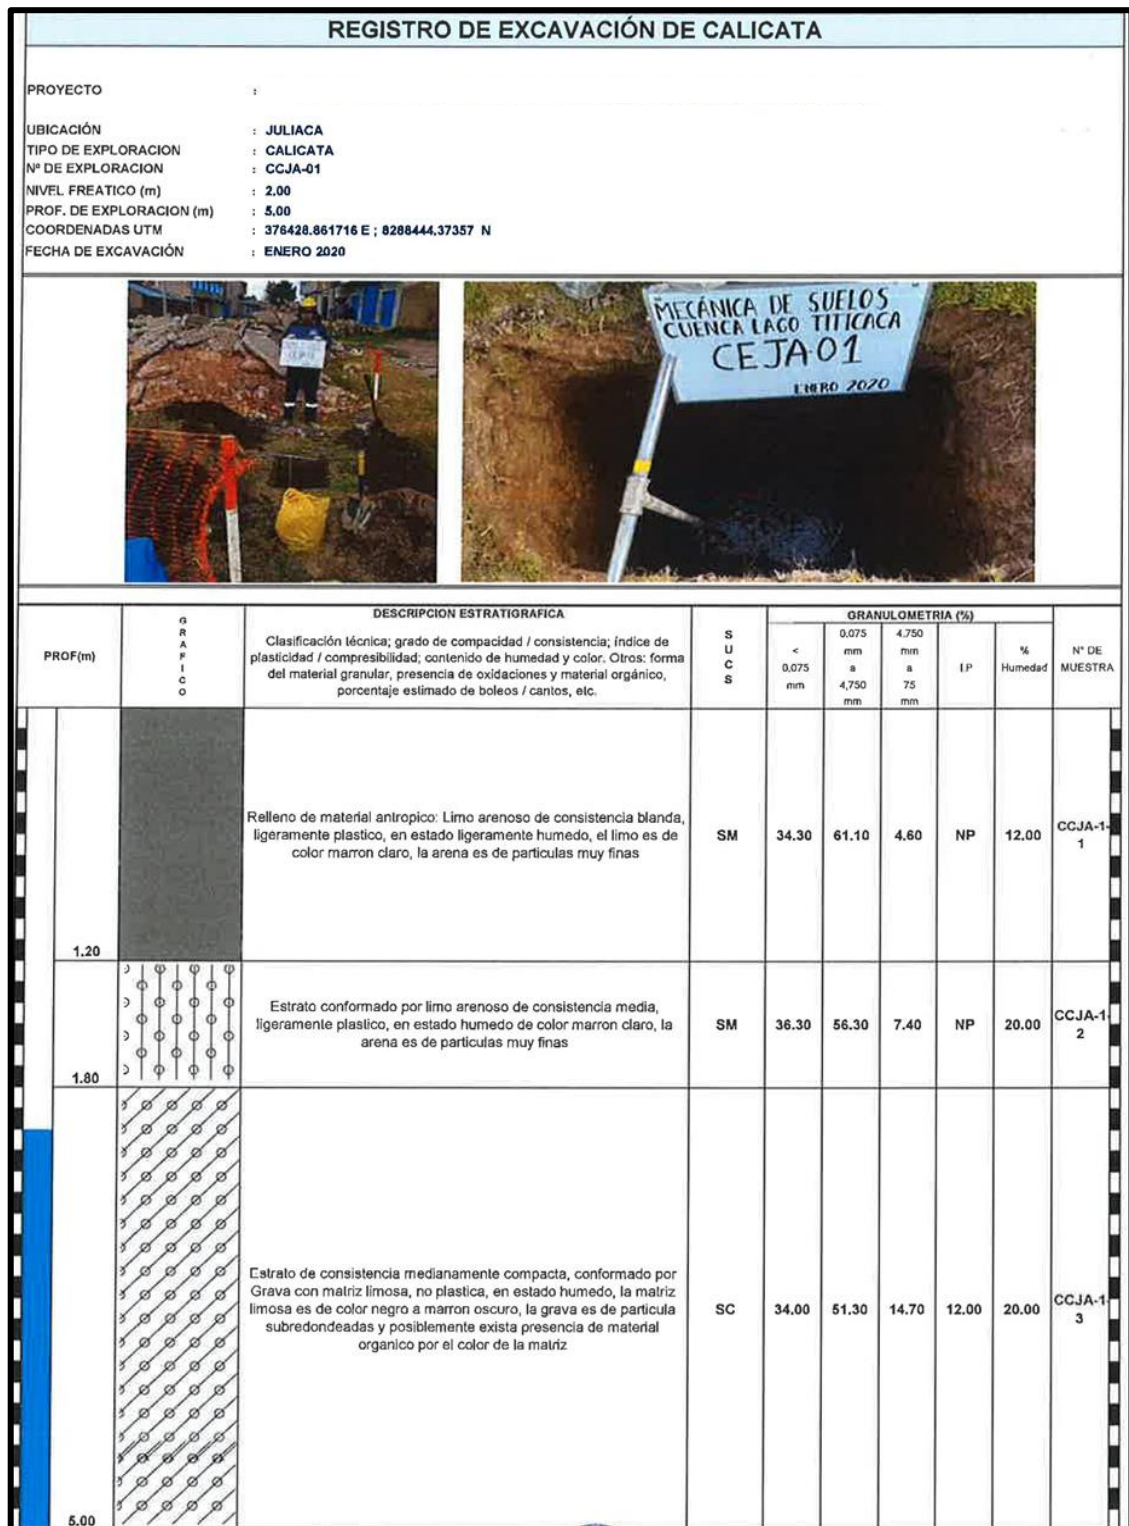 REGISTRO DE EXCAVACIÓN DE CALICATA
PROYECTO :
UBICACIÓN : JULIACA
TIPO DE EXPLORACION : CALICATA
Nº DE EXPLORACION : CCJA-01
NIVEL FREATICO (m) : 2.00
PROF. DE EXPLORACION (m) : 5.00
COORDENADAS UTM : 376428.861716 E ; 8288444.37357 N
FECHA DE EXCAVACIÓN : ENERO 2020
MECÁNICA DE SUELOS
CUENCA LAGO TITICACA
CEJA-01
ENERO 2020
PROF(m)
GRAFICO
DESCRIPCION ESTRATIGRAFICA
Clasificación técnica; grado de compacidad / consistencia; índice de
plasticidad / compresibilidad; contenido de humedad y color. Otros: forma
del material granular, presencia de oxidaciones y material orgánico,
porcentaje estimado de boleos / cantos, etc.
SUCS
GRANULOMETRIA (%)
< 0,075 mm
0,075 mm a 4,750 mm
4,750 mm a 75 mm
I.P
% Humedad
N° DE MUESTRA
Relleno de material antropico: Limo arenoso de consistencia blanda,
ligeramente plastico, en estado ligeramente humedo, el limo es de
color marron claro, la arena es de particulas muy finas
SM 34.30 61.10 4.60 NP 12.00 CCJA-1-1
1.20
Estrato conformado por limo arenoso de consistencia media,
ligeramente plastico, en estado humedo de color marron claro, la
arena es de particulas muy finas
SM 36.30 56.30 7.40 NP 20.00 CCJA-1-2
1.80
Estrato de consistencia medianamente compacta, conformado por
Grava con matriz limosa, no plastica, en estado humedo, la matriz
limosa es de color negro a marron oscuro, la grava es de particula
subredondeadas y posiblemente exista presencia de material
organico por el color de la matriz
SC 34.00 51.30 14.70 12.00 20.00 CCJA-1-3
5.00